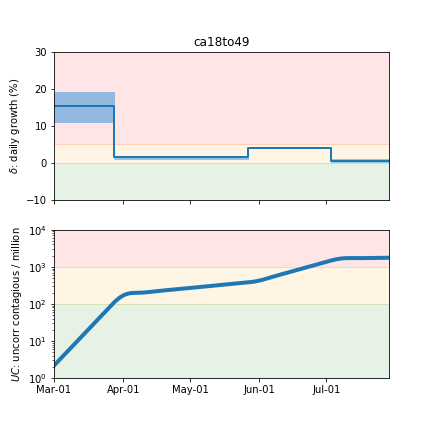 ca18to49
δ: daily growth (%)
30
20
10
0
−10
UC: uncorr contagious / million
10⁴
10³
10²
10¹
10⁰
Mar-01 Apr-01 May-01 Jun-01 Jul-01